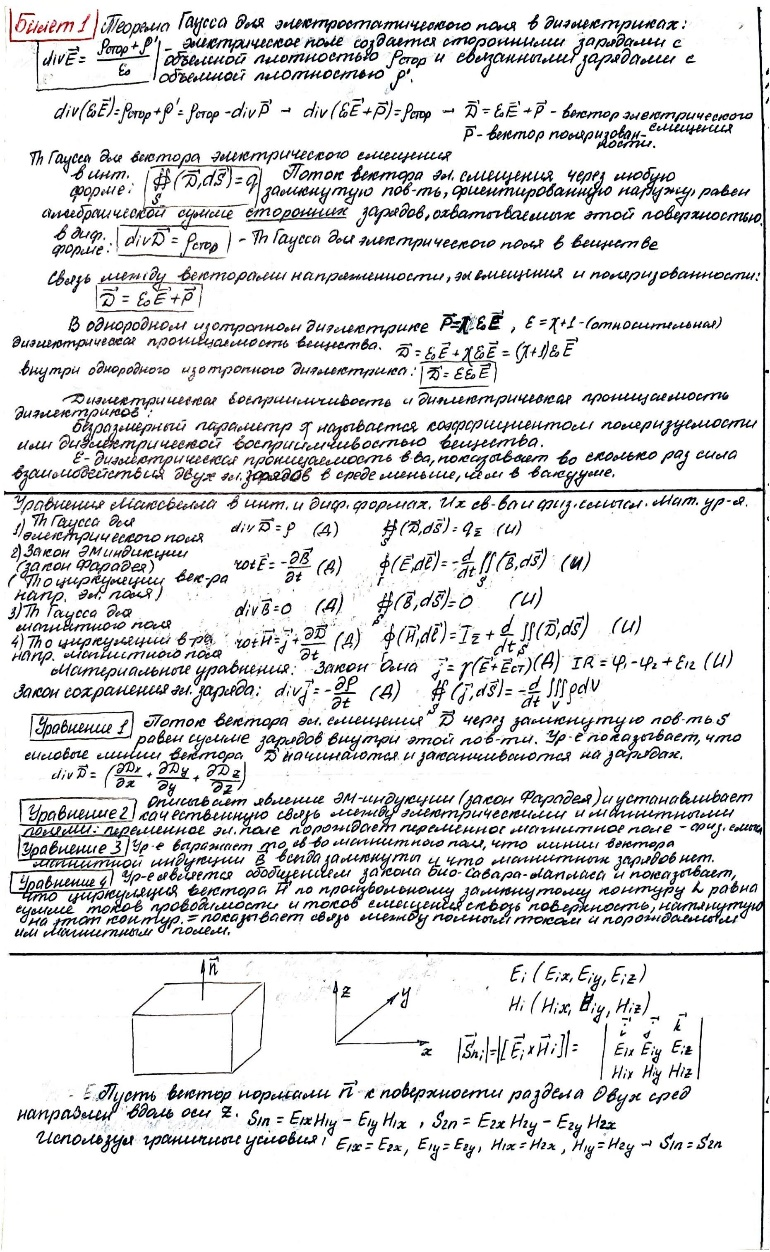 Билет 1 Теорема Гаусса для электростатического поля в диэлектриках:
div E⃗ = (ρстор + ρ')/ε₀ - электрическое поле создается сторонними зарядами с
объемной плотностью ρстор и связанными зарядами с
объемной плотностью ρ'.
div(ε₀E⃗) = ρстор + ρ' = ρстор - div P⃗ → div(ε₀E⃗ + P⃗) = ρстор → D⃗ = ε₀E⃗ + P⃗ - вектор электрического
смещения
P⃗ - вектор поляризованности.
Th Гаусса для вектора электрического смещения
в инт. форме: ∯S (D⃗, dS⃗) = q Поток вектора эл. смещения через любую
замкнутую пов-ть, ориентированную наружу, равен
алгебраической сумме сторонних зарядов, охватываемых этой поверхностью.
в диф. форме: div D⃗ = ρстор - Th Гаусса для электрического поля в веществе
Связь между векторами напряженности, эл смещения и поляризованности:
D⃗ = ε₀E⃗ + P⃗
В однородном изотропном диэлектрике P⃗ = χε₀E⃗, ε = χ+1 - (относительная)
диэлектрическая проницаемость вещества. D⃗ = ε₀E⃗ + χε₀E⃗ = (χ+1)ε₀E⃗
внутри однородного изотропного диэлектрика: D⃗ = εε₀E⃗
Диэлектрическая восприимчивость и диэлектрическая проницаемость
диэлектриков:
Безразмерный параметр χ называется коэффициентом поляризуемости
или диэлектрической восприимчивостью вещества.
ε - диэлектрическая проницаемость в-ва, показывает во сколько раз сила
взаимодействия двух эл. зарядов в среде меньше, чем в вакууме.
Уравнения Максвелла в инт. и диф. формах. Их св-ва и физ. смысл. Мат. ур-я.
1) Th Гаусса для
электрического поля div D⃗ = ρ (Д) ∯S (D⃗, dS⃗) = qΣ (И)
2) Закон ЭМ индукции
(закон Фарадея) rot E⃗ = -∂B⃗/∂t (Д) ∮Г (E⃗, dℓ⃗) = -d/dt ∬S (B⃗, dS⃗) (И)
(Th о циркуляции век-ра
напр. эл. поля)
3) Th Гаусса для
магнитного поля div B⃗ = 0 (Д) ∯S (B⃗, dS⃗) = 0 (И)
4) Th о циркуляции в-ра
напр. магнитного поля rot H⃗ = j⃗ + ∂D⃗/∂t (Д) ∮ (H⃗, dℓ⃗) = IΣ + d/dt ∬S (D⃗, dS⃗) (И)
Материальные уравнения: Закон Ома j⃗ = γ(E⃗ + E⃗ст) (Д) IR = φ₁ - φ₂ + ε₁₂ (И)
Закон сохранения эл. заряда: div j⃗ = -∂ρ/∂t (Д) ∯S (j⃗, dS⃗) = -d/dt ∭V ρdV
Уравнение 1 Поток вектора эл. смещения D⃗ через замкнутую пов-ть S
равен сумме зарядов внутри этой пов-ти. Ур-е показывает, что
силовые линии вектора D⃗ начинаются и заканчиваются на зарядах.
div D⃗ = (∂Dx/∂x + ∂Dy/∂y + ∂Dz/∂z)
Уравнение 2 Описывает явление ЭМ-индукции (закон Фарадея) и устанавливает
качественную связь между электрическими и магнитными
полями: переменное эл. поле порождает переменное магнитное поле - физ. смысл
Уравнение 3 Ур-е выражает то св-во магнитного поля, что линии вектора
магнитной индукции B⃗ всегда замкнуты и что магнитных зарядов нет.
Уравнение 4 Ур-е является обобщением закона Био-Савара-Лапласа и показывает,
что циркуляция вектора H⃗ по произвольному замкнутому контуру L равна
сумме токов проводимости и токов смещения сквозь поверхность, натянутую
на этот контур. = показывает связь между полным током и порождаемым
им магнитным полем.
n⃗
z y x
Ei (Eix, Eiy, Eiz)
Hi (Hix, Hiy, Hiz)
|S⃗ni| = |[E⃗i × H⃗i]| = | i⃗ j⃗ k⃗
Eix Eiy Eiz
Hix Hiy Hiz |
Пусть вектор нормали n⃗ к поверхности раздела двух сред
направлен вдоль оси z. S1n = E1xH1y - E1yH1x, S2n = E2xH2y - E2yH2x
Используя граничные условия: E1x = E2x, E1y = E2y, H1x = H2x, H1y = H2y → S1n = S2n